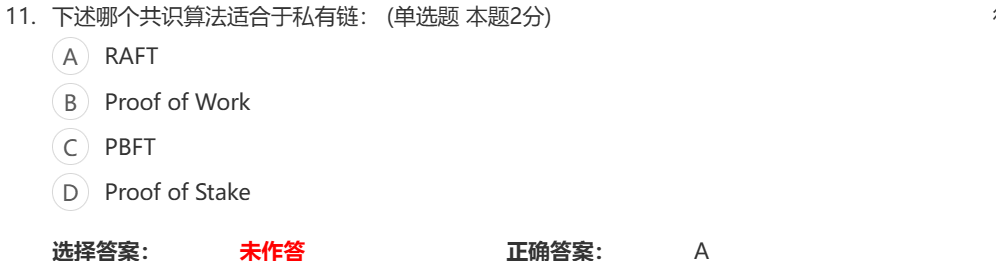 11. 下述哪个共识算法适合于私有链： (单选题 本题2分)
A RAFT
B Proof of Work
C PBFT
D Proof of Stake
选择答案： 未作答 正确答案： A